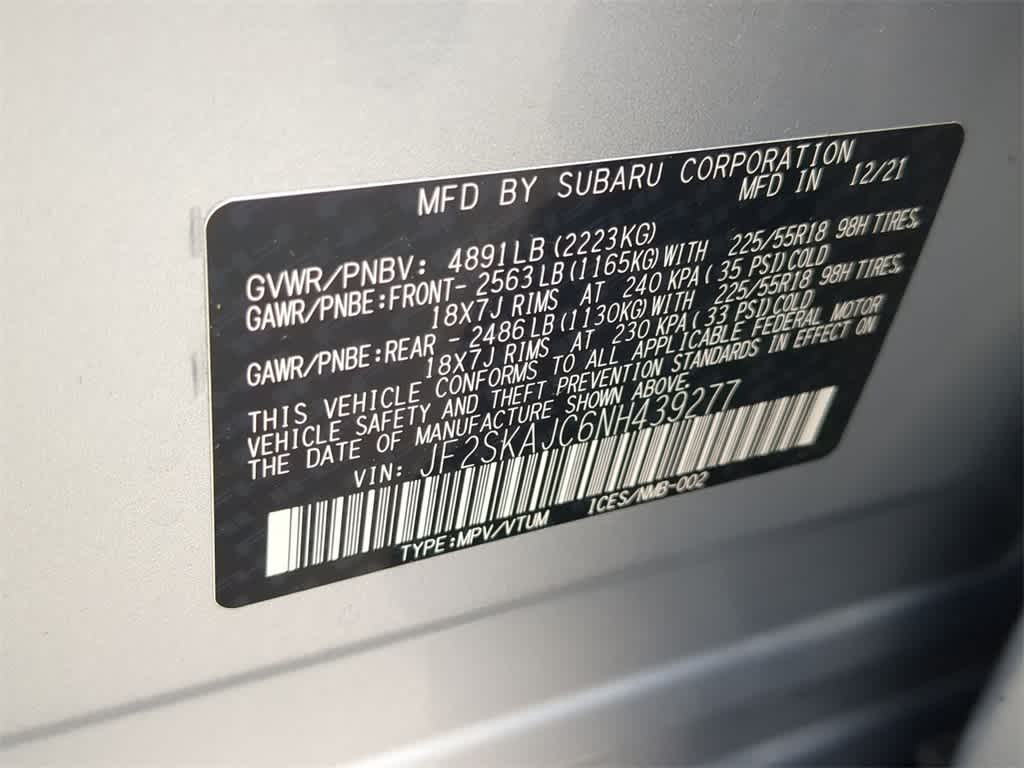 MFD BY SUBARU CORPORATION
MFD IN 12/21
GVWR/PNBV: 4891LB (2223KG)
GAWR/PNBE:FRONT- 2563LB (1165KG) WITH 225/55R18 98H TIRES,
18X7J RIMS AT 240 KPA (35 PSI) COLD
GAWR/PNBE:REAR - 2486LB (1130KG) WITH 225/55R18 98H TIRES,
18X7J RIMS AT 230 KPA (33 PSI) COLD
THIS VEHICLE CONFORMS TO ALL APPLICABLE FEDERAL MOTOR
VEHICLE SAFETY AND THEFT PREVENTION STANDARDS IN EFFECT ON
THE DATE OF MANUFACTURE SHOWN ABOVE.
VIN: JF2SKAJC6NH439277
TYPE:MPV/VTUM ICES/NMB-002